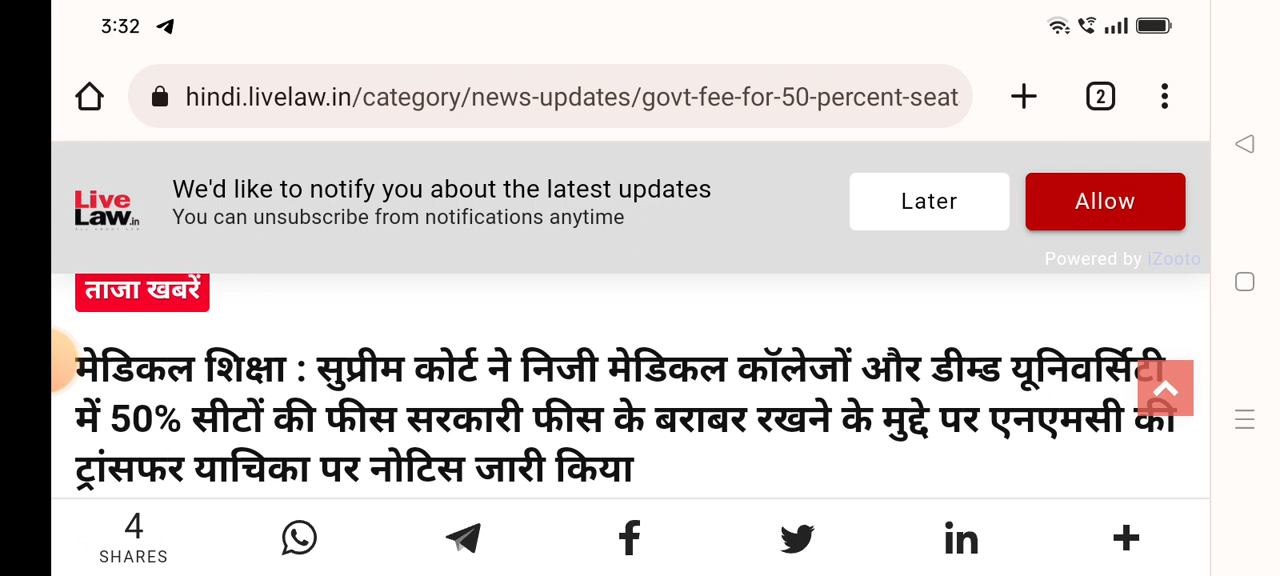 3:32
hindi.livelaw.in/category/news-updates/govt-fee-for-50-percent-seat
2
We'd like to notify you about the latest updates
You can unsubscribe from notifications anytime
Later
Allow
Live
Law.in
Powered by iZooto
ताजा खबरें
मेडिकल शिक्षा : सुप्रीम कोर्ट ने निजी मेडिकल कॉलेजों और डीम्ड यूनिवर्सिटी
में 50% सीटों की फीस सरकारी फीस के बराबर रखने के मुद्दे पर एनएमसी की
ट्रांसफर याचिका पर नोटिस जारी किया
4
SHARES